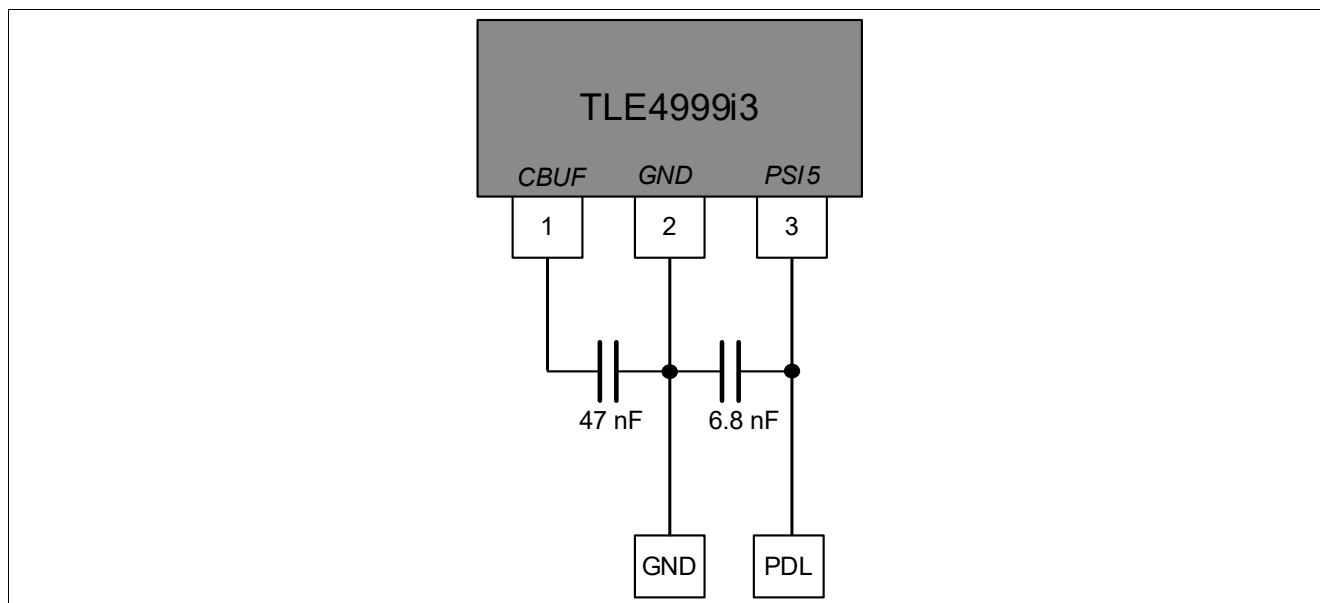 TLE4999i3
CBUF GND PSI5
1 2 3
47 nF 6.8 nF
GND PDL